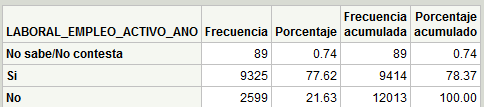 LABORAL_EMPLEO_ACTIVO_ANO Frecuencia Porcentaje Frecuencia acumulada Porcentaje acumulado
No sabe/No contesta 89 0.74 89 0.74
Si 9325 77.62 9414 78.37
No 2599 21.63 12013 100.00